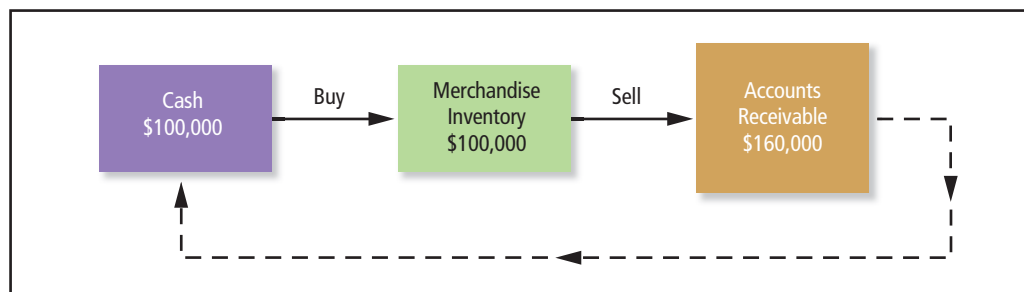 Cash
$100,000
Buy
Merchandise
Inventory
$100,000
Sell
Accounts
Receivable
$160,000